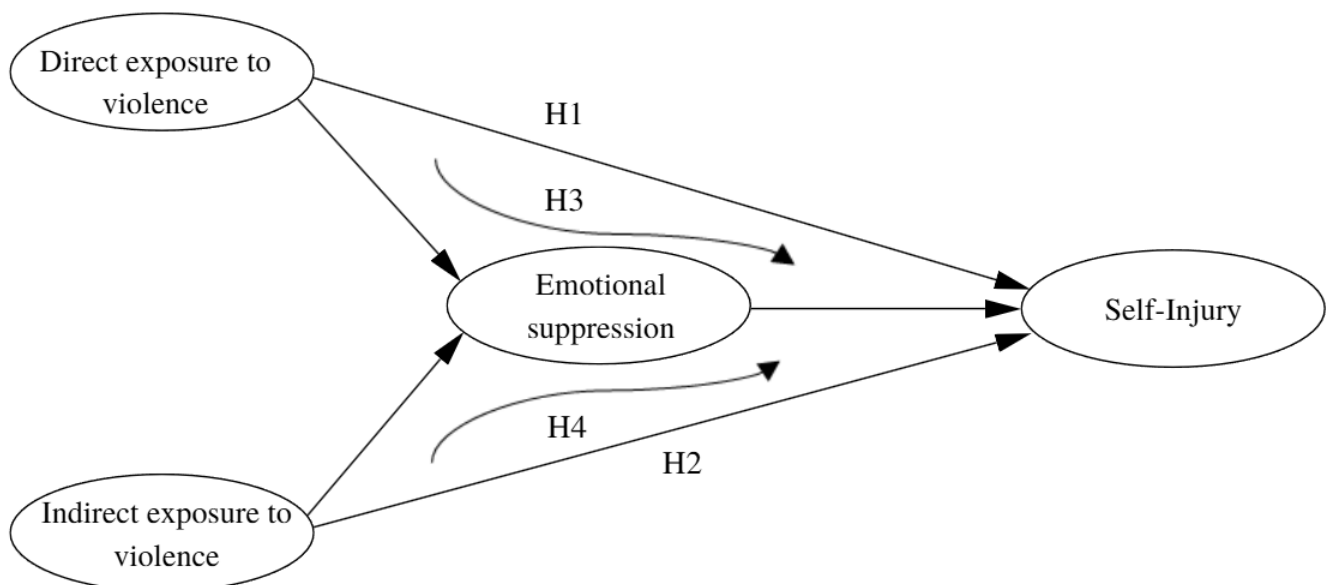 Direct exposure to
violence
H1
H3
Emotional
suppression
Self-Injury
H4
H2
Indirect exposure to
violence